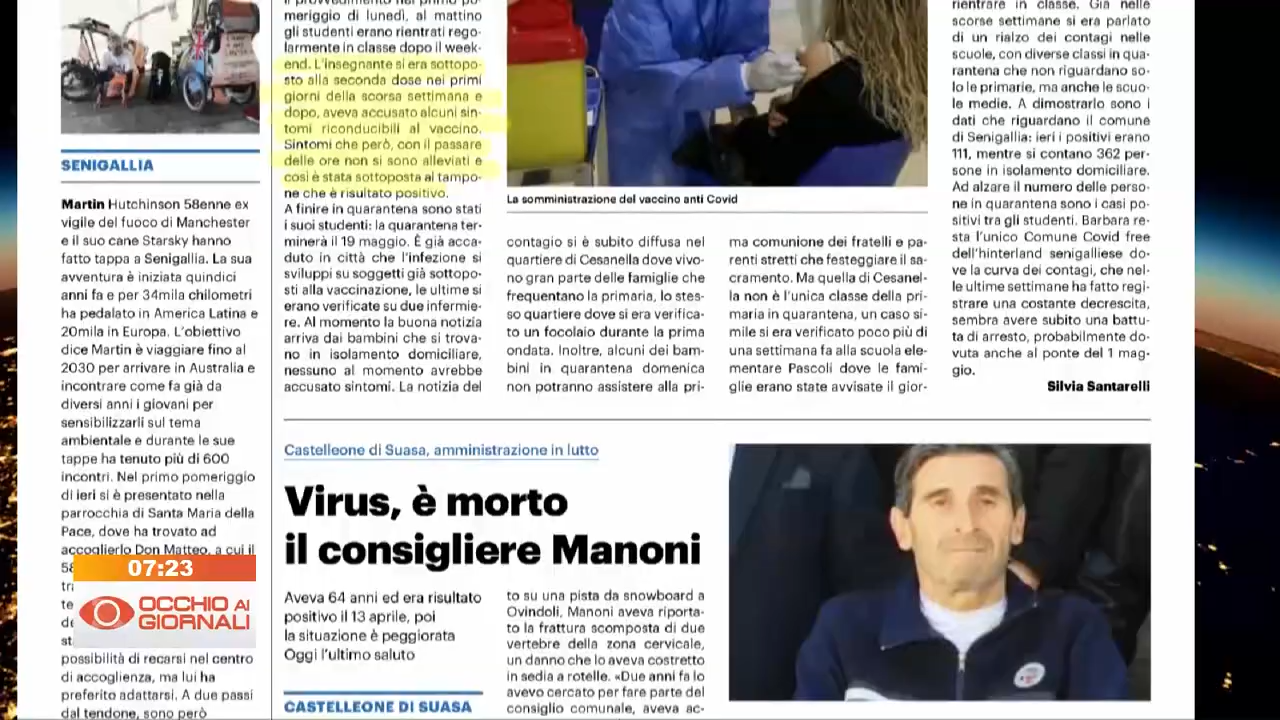 SENIGALLIA
Martin Hutchinson 58enne ex
vigile del fuoco di Manchester
e il suo cane Starsky hanno
fatto tappa a Senigallia. La sua
avventura è iniziata quindici
anni fa e per 34mila chilometri
ha pedalato in America Latina e
20mila in Europa. L'obiettivo
dice Martin è viaggiare fino al
2030 per arrivare in Australia e
incontrare come fa già da
diversi anni i giovani per
sensibilizzarli sul tema
ambientale e durante le sue
tappe ha tenuto più di 600
incontri. Nel primo pomeriggio
di ieri si è presentato nella
parrocchia di Santa Maria della
Pace, dove ha trovato ad
accoglierlo Don Matteo, a cui il
07:23
OCCHIO AI
GIORNALI
possibilità di recarsi nel centro
di accoglienza, ma lui ha
preferito adattarsi. A due passi
dal tendone, sono però
meriggio di lunedì, al mattino
gli studenti erano rientrati rego-
larmente in classe dopo il week-
end. L'insegnante si era sottopo-
sto alla seconda dose nei primi
giorni della scorsa settimana e
dopo, aveva accusato alcuni sin-
tomi riconducibili al vaccino.
Sintomi che però, con il passare
delle ore non si sono alleviati e
così è stata sottoposta al tampo-
ne che è risultato positivo.
A finire in quarantena sono stati
i suoi studenti: la quarantena ter-
minerà il 19 maggio. È già acca-
duto in città che l'infezione si
sviluppi su soggetti già sottopo-
sti alla vaccinazione, le ultime si
erano verificate su due infermie-
re. Al momento la buona notizia
arriva dai bambini che si trova-
no in isolamento domiciliare,
nessuno al momento avrebbe
accusato sintomi. La notizia del
La somministrazione del vaccino anti Covid
contagio si è subito diffusa nel
quartiere di Cesanella dove vivo-
no gran parte delle famiglie che
frequentano la primaria, lo stes-
so quartiere dove si era verifica-
to un focolaio durante la prima
ondata. Inoltre, alcuni dei bam-
bini in quarantena domenica
non potranno assistere alla pri-
ma comunione dei fratelli e pa-
renti stretti che festeggiare il sa-
cramento. Ma quella di Cesanel-
la non è l'unica classe della pri-
maria in quarantena, un caso si-
mile si era verificato poco più di
una settimana fa alla scuola ele-
mentare Pascoli dove le fami-
glie erano state avvisate il gior-
rientrare in classe. Già nelle
scorse settimane si era parlato
di un rialzo dei contagi nelle
scuole, con diverse classi in qua-
rantena che non riguardano so-
lo le primarie, ma anche le scuo-
le medie. A dimostrarlo sono i
dati che riguardano il comune
di Senigallia: ieri i positivi erano
111, mentre si contano 362 per-
sone in isolamento domiciliare.
Ad alzare il numero delle perso-
ne in quarantena sono i casi po-
sitivi tra gli studenti. Barbara re-
sta l'unico Comune Covid free
dell'hinterland senigalliese do-
ve la curva dei contagi, che nel-
le ultime settimane ha fatto regi-
strare una costante decrescita,
sembra avere subito una battu-
ta di arresto, probabilmente do-
vuta anche al ponte del 1 mag-
gio.
Silvia Santarelli
Castelleone di Suasa, amministrazione in lutto
Virus, è morto
il consigliere Manoni
Aveva 64 anni ed era risultato
positivo il 13 aprile, poi
la situazione è peggiorata
Oggi l'ultimo saluto
CASTELLEONE DI SUASA
to su una pista da snowboard a
Ovindoli, Manoni aveva riporta-
to la frattura scomposta di due
vertebre della zona cervicale,
un danno che lo aveva costretto
in sedia a rotelle. «Due anni fa lo
avevo cercato per fare parte del
consiglio comunale, aveva ac-